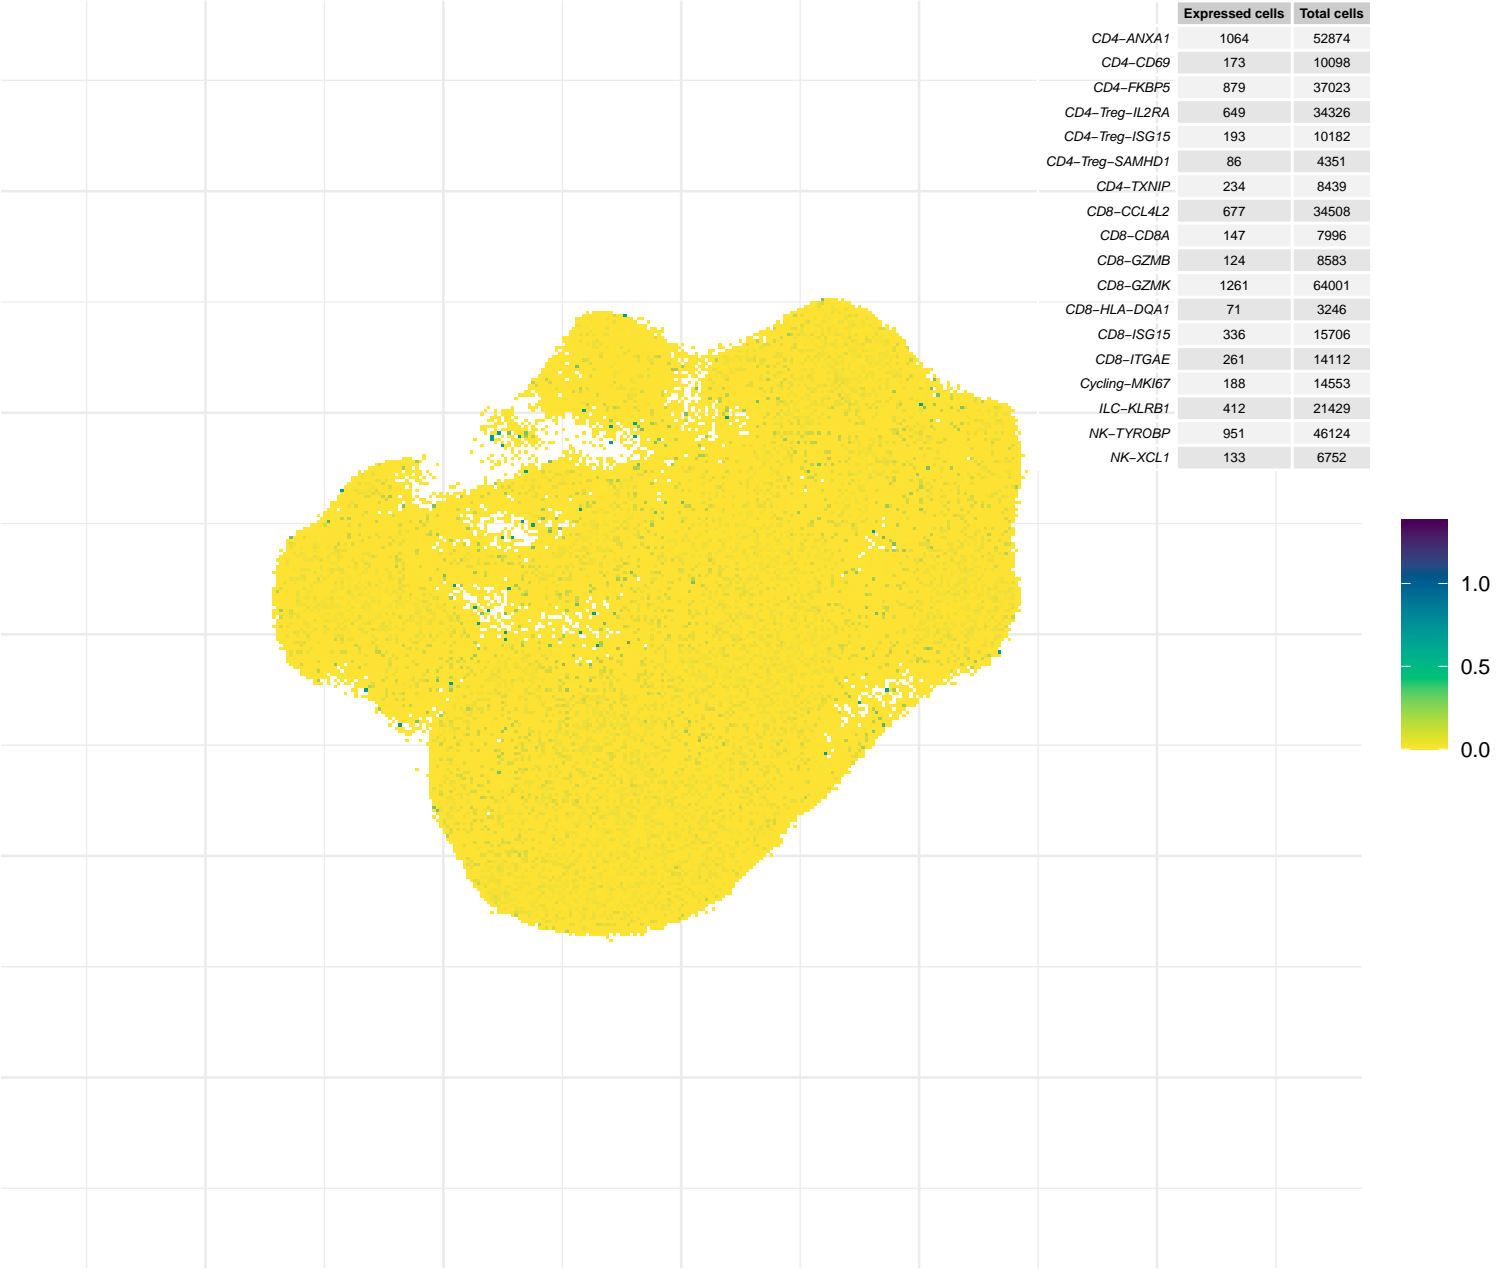 Expressed cells Total cells
CD4−ANXA1 1064 52874
CD4−CD69 173 10098
CD4−FKBP5 879 37023
CD4−Treg−IL2RA 649 34326
CD4−Treg−ISG15 193 10182
CD4−Treg−SAMHD1 86 4351
CD4−TXNIP 234 8439
CD8−CCL4L2 677 34508
CD8−CD8A 147 7996
CD8−GZMB 124 8583
CD8−GZMK 1261 64001
CD8−HLA−DQA1 71 3246
CD8−ISG15 336 15706
CD8−ITGAE 261 14112
Cycling−MKI67 188 14553
ILC−KLRB1 412 21429
NK−TYROBP 951 46124
NK−XCL1 133 6752
1.0
0.5
0.0